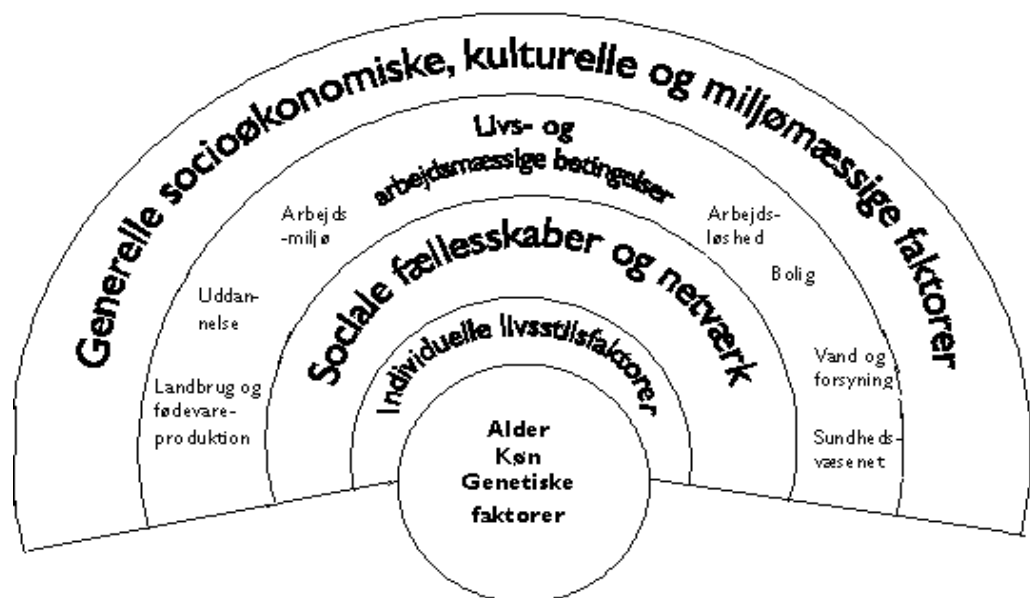 Generelle socioøkonomiske, kulturelle og miljømæssige faktorer
Livs- og
arbejdsmæssige betingelser
Arbejds
-miljø
Arbejds-
løshed
Bolig
Uddan-
nelse
Sociale fællesskaber og netværk
Individuelle livsstilsfaktorer
Vand og
forsyning
Landbrug og
fødevare-
produktion
Sundheds-
væsenet
Alder
Køn
Genetiske
faktorer